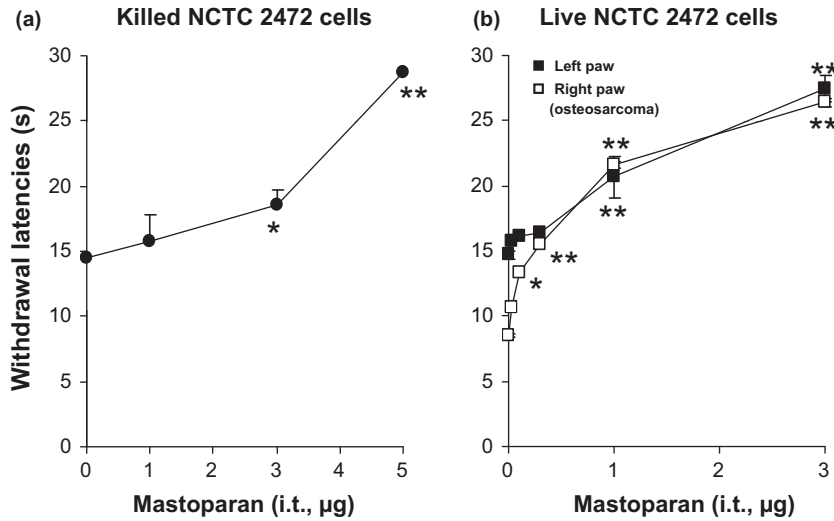 (a) Killed NCTC 2472 cells
Withdrawal latencies (s)
30
25
20
15
10
5
0
**
*
0 1 2 3 4 5
Mastoparan (i.t., µg)
(b) Live NCTC 2472 cells
30
25
20
15
10
5
0
Left paw
Right paw
(osteosarcoma)
**
**
**
**
**
*
0 1 2 3
Mastoparan (i.t., µg)